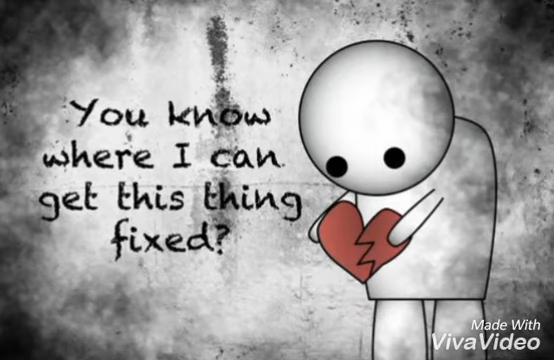 You know
where I can
get this thing
fixed?
Made With
VivaVideo